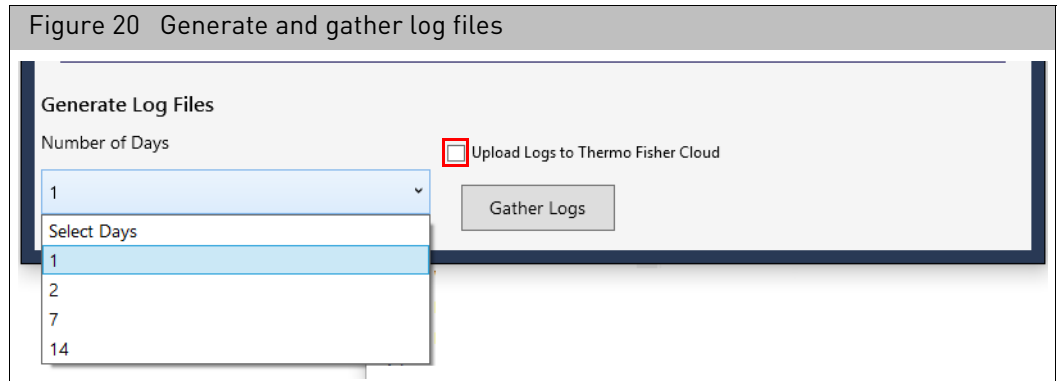 Figure 20 Generate and gather log files
Generate Log Files
Number of Days
Upload Logs to Thermo Fisher Cloud
1
Gather Logs
Select Days
1
2
7
14